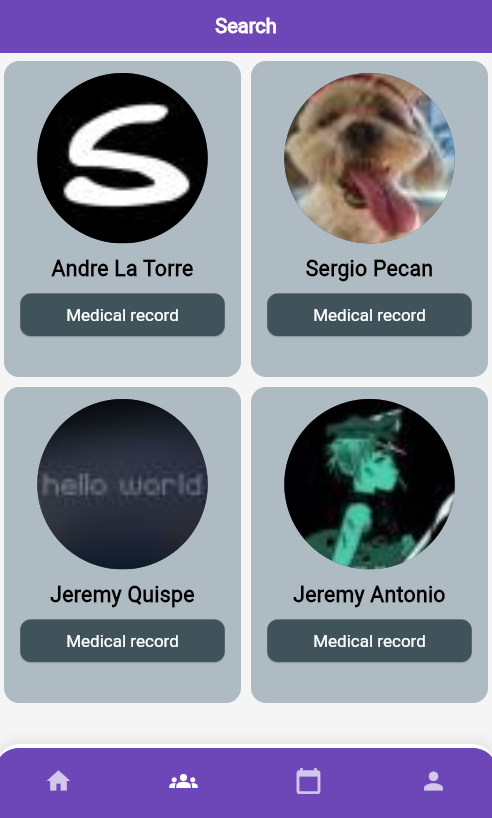 Search
S
Andre La Torre
Sergio Pecan
Medical record
Medical record
hello world
Jeremy Quispe
Jeremy Antonio
Medical record
Medical record